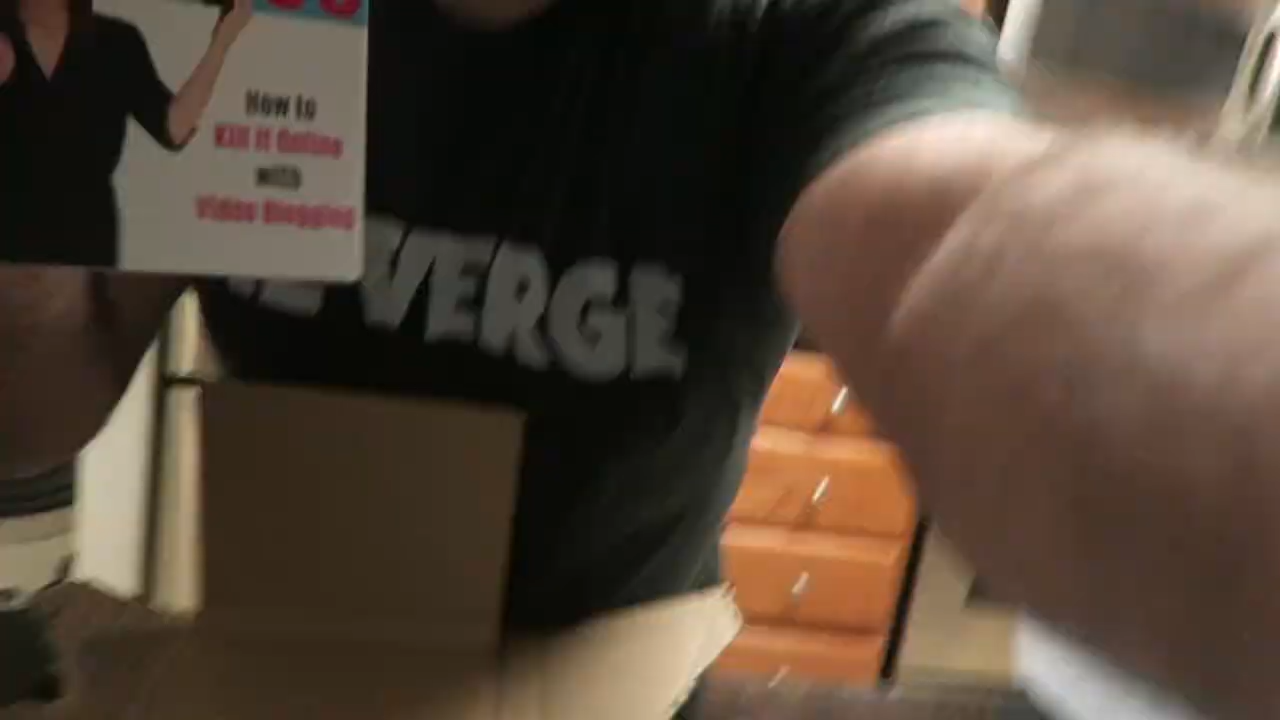 How to
Kill It Online
with
Video Blogging
VERGE